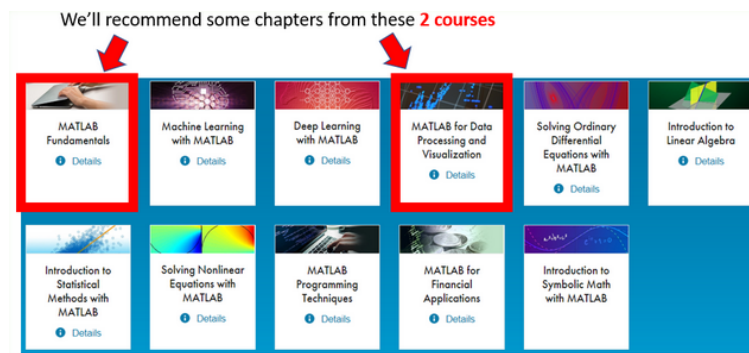 We'll recommend some chapters from these 2 courses
MATLAB
Fundamentals
Details
Machine Learning
with MATLAB
Details
Deep Learning
with MATLAB
Details
MATLAB for Data
Processing and
Visualization
Details
Solving Ordinary
Differential
Equations with
MATLAB
Details
Introduction to
Linear Algebra
Details
Introduction to
Statistical
Methods with
MATLAB
Details
Solving Nonlinear
Equations with
MATLAB
Details
MATLAB
Programming
Techniques
Details
MATLAB for
Financial
Applications
Details
Introduction to
Symbolic Math
with MATLAB
Details